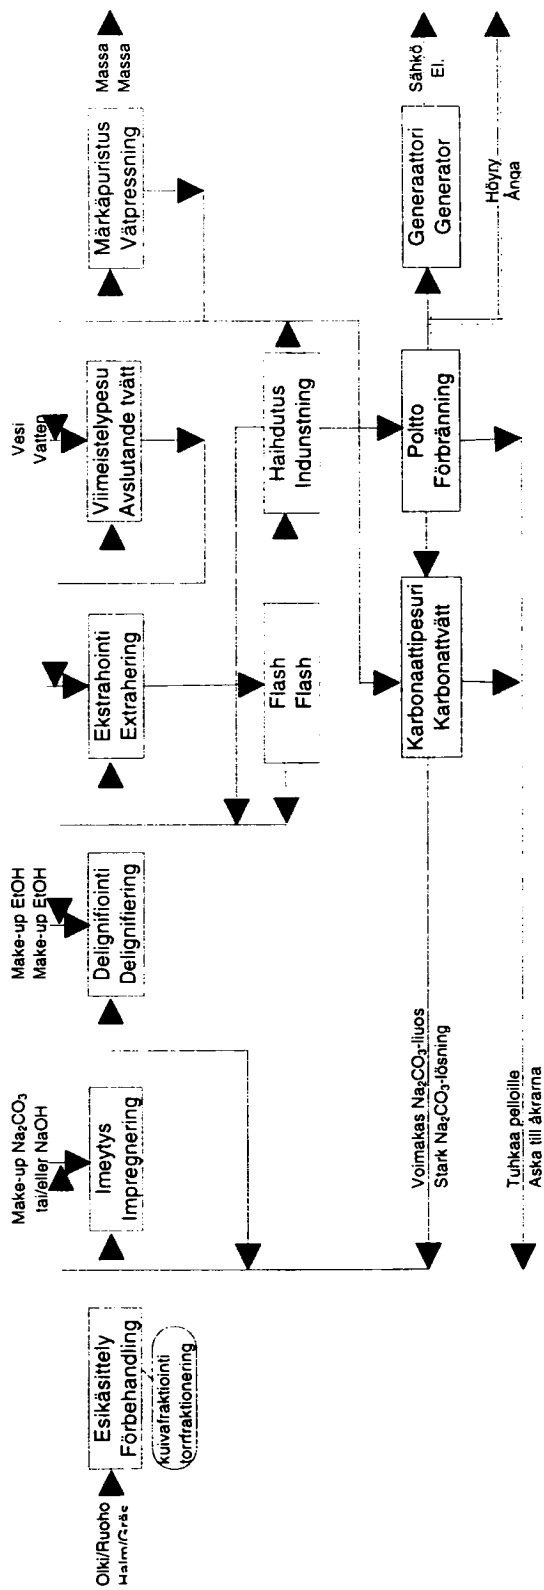 Olki/Ruoho
Halm/Gräs
Esikäsittely
Förbehandling
kuivafraktiointi
torrfraktionering
Make-up Na₂CO₃
tai/eller NaOH
Imeytys
Impregnering
Make-up EtOH
Make-up EtOH
Delignifiointi
Delignifiering
Ekstrahointi
Extrahering
Vesi
Vatten
Viimeistelypesu
Avslutande tvätt
Märkäpuristus
Våtpressning
Massa
Massa
Flash
Flash
Haihdutus
Indunstning
Voimakas Na₂CO₃-liuos
Stark Na₂CO₃-lösning
Karbonaattipesuri
Karbonattvätt
Poltto
Förbränning
Generaattori
Generator
Sähkö
El.
Tuhkaa pelloille
Aska till åkrarna
Höyry
Ånga